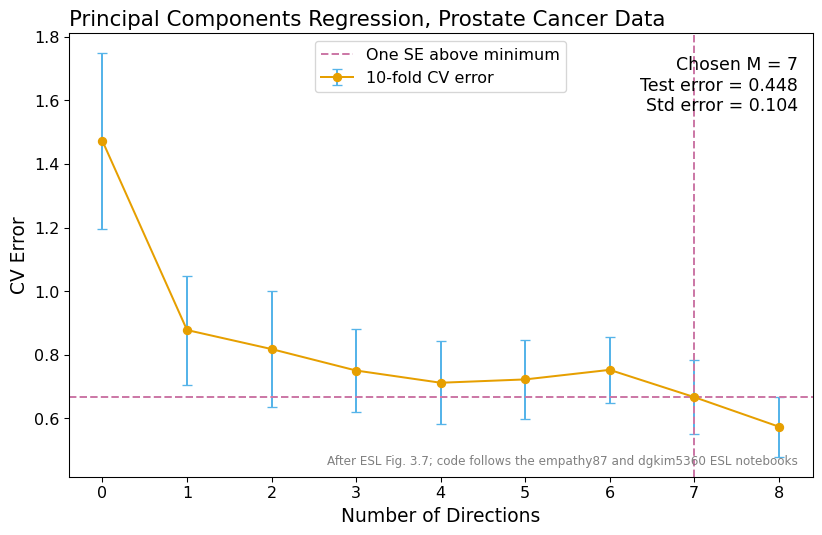 Principal Components Regression, Prostate Cancer Data
One SE above minimum
10-fold CV error
Chosen M = 7
Test error = 0.448
Std error = 0.104
CV Error
1.8
1.6
1.4
1.2
1.0
0.8
0.6
After ESL Fig. 3.7; code follows the empathy87 and dgkim5360 ESL notebooks
0 1 2 3 4 5 6 7 8
Number of Directions